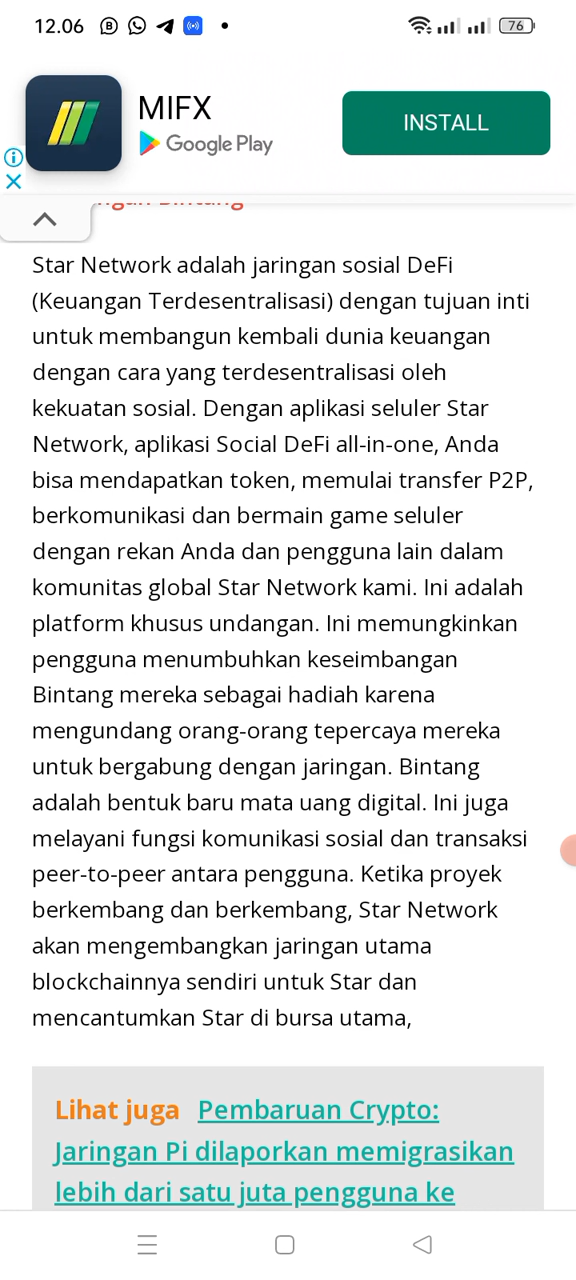 12.06
76
MIFX
Google Play
INSTALL
Star Network adalah jaringan sosial DeFi
(Keuangan Terdesentralisasi) dengan tujuan inti
untuk membangun kembali dunia keuangan
dengan cara yang terdesentralisasi oleh
kekuatan sosial. Dengan aplikasi seluler Star
Network, aplikasi Social DeFi all-in-one, Anda
bisa mendapatkan token, memulai transfer P2P,
berkomunikasi dan bermain game seluler
dengan rekan Anda dan pengguna lain dalam
komunitas global Star Network kami. Ini adalah
platform khusus undangan. Ini memungkinkan
pengguna menumbuhkan keseimbangan
Bintang mereka sebagai hadiah karena
mengundang orang-orang tepercaya mereka
untuk bergabung dengan jaringan. Bintang
adalah bentuk baru mata uang digital. Ini juga
melayani fungsi komunikasi sosial dan transaksi
peer-to-peer antara pengguna. Ketika proyek
berkembang dan berkembang, Star Network
akan mengembangkan jaringan utama
blockchainnya sendiri untuk Star dan
mencantumkan Star di bursa utama,
Lihat juga Pembaruan Crypto:
Jaringan Pi dilaporkan memigrasikan
lebih dari satu juta pengguna ke